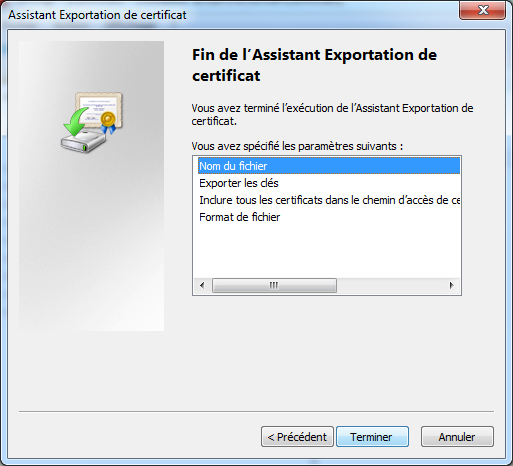 Assistant Exportation de certificat
Fin de l'Assistant Exportation de
certificat
Vous avez terminé l'exécution de l'Assistant Exportation de
certificat.
Vous avez spécifié les paramètres suivants :
Nom du fichier
Exporter les clés
Inclure tous les certificats dans le chemin d'accès de ce
Format de fichier
< Précédent
Terminer
Annuler